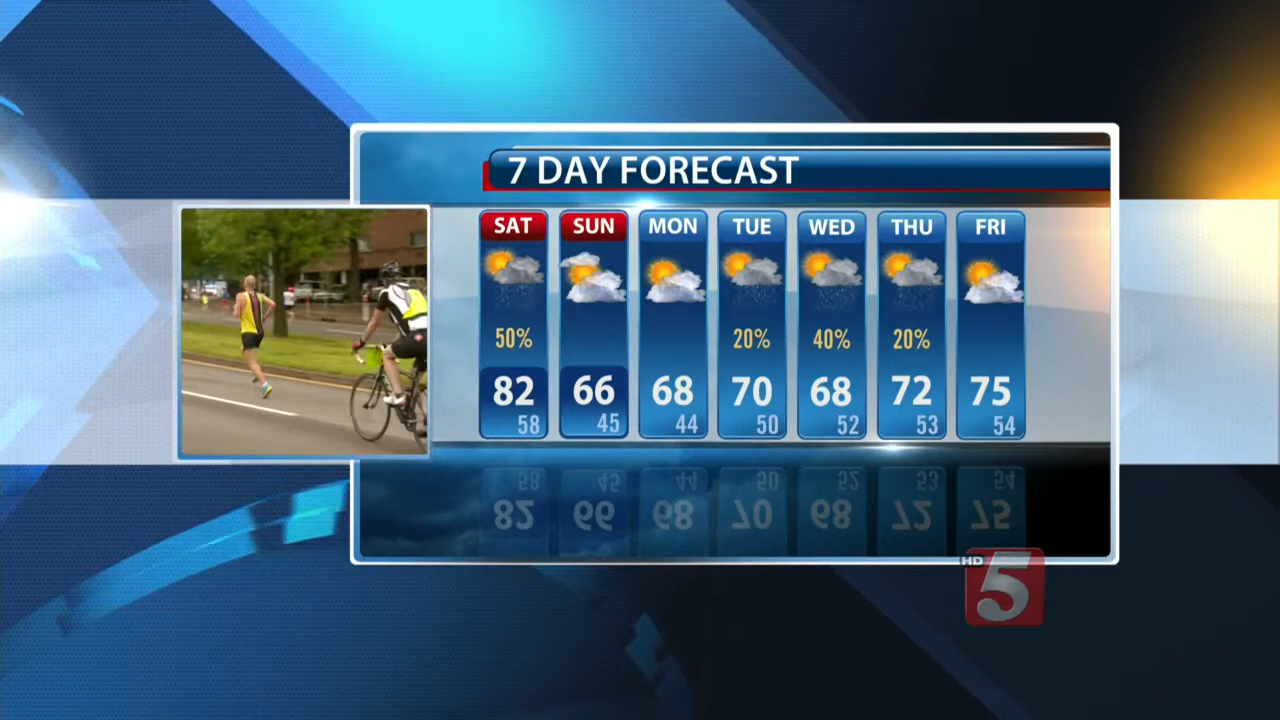 7 DAY FORECAST
SAT SUN MON TUE WED THU FRI
50% 20% 40% 20%
82 66 68 70 68 72 75
58 45 44 50 52 53 54
HD
5